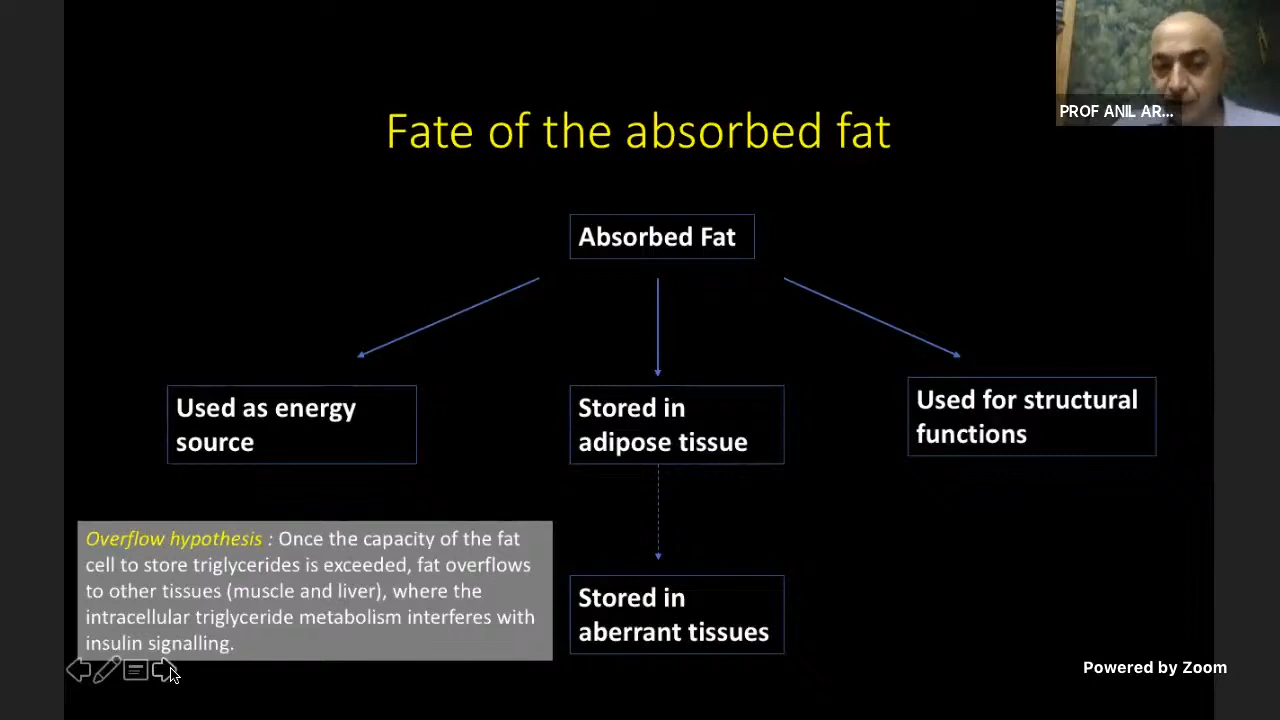 PROF ANIL AR...
Fate of the absorbed fat
Absorbed Fat
Used as energy
source
Stored in
adipose tissue
Used for structural
functions
Overflow hypothesis : Once the capacity of the fat
cell to store triglycerides is exceeded, fat overflows
to other tissues (muscle and liver), where the
intracellular triglyceride metabolism interferes with
insulin signalling.
Stored in
aberrant tissues
Powered by Zoom